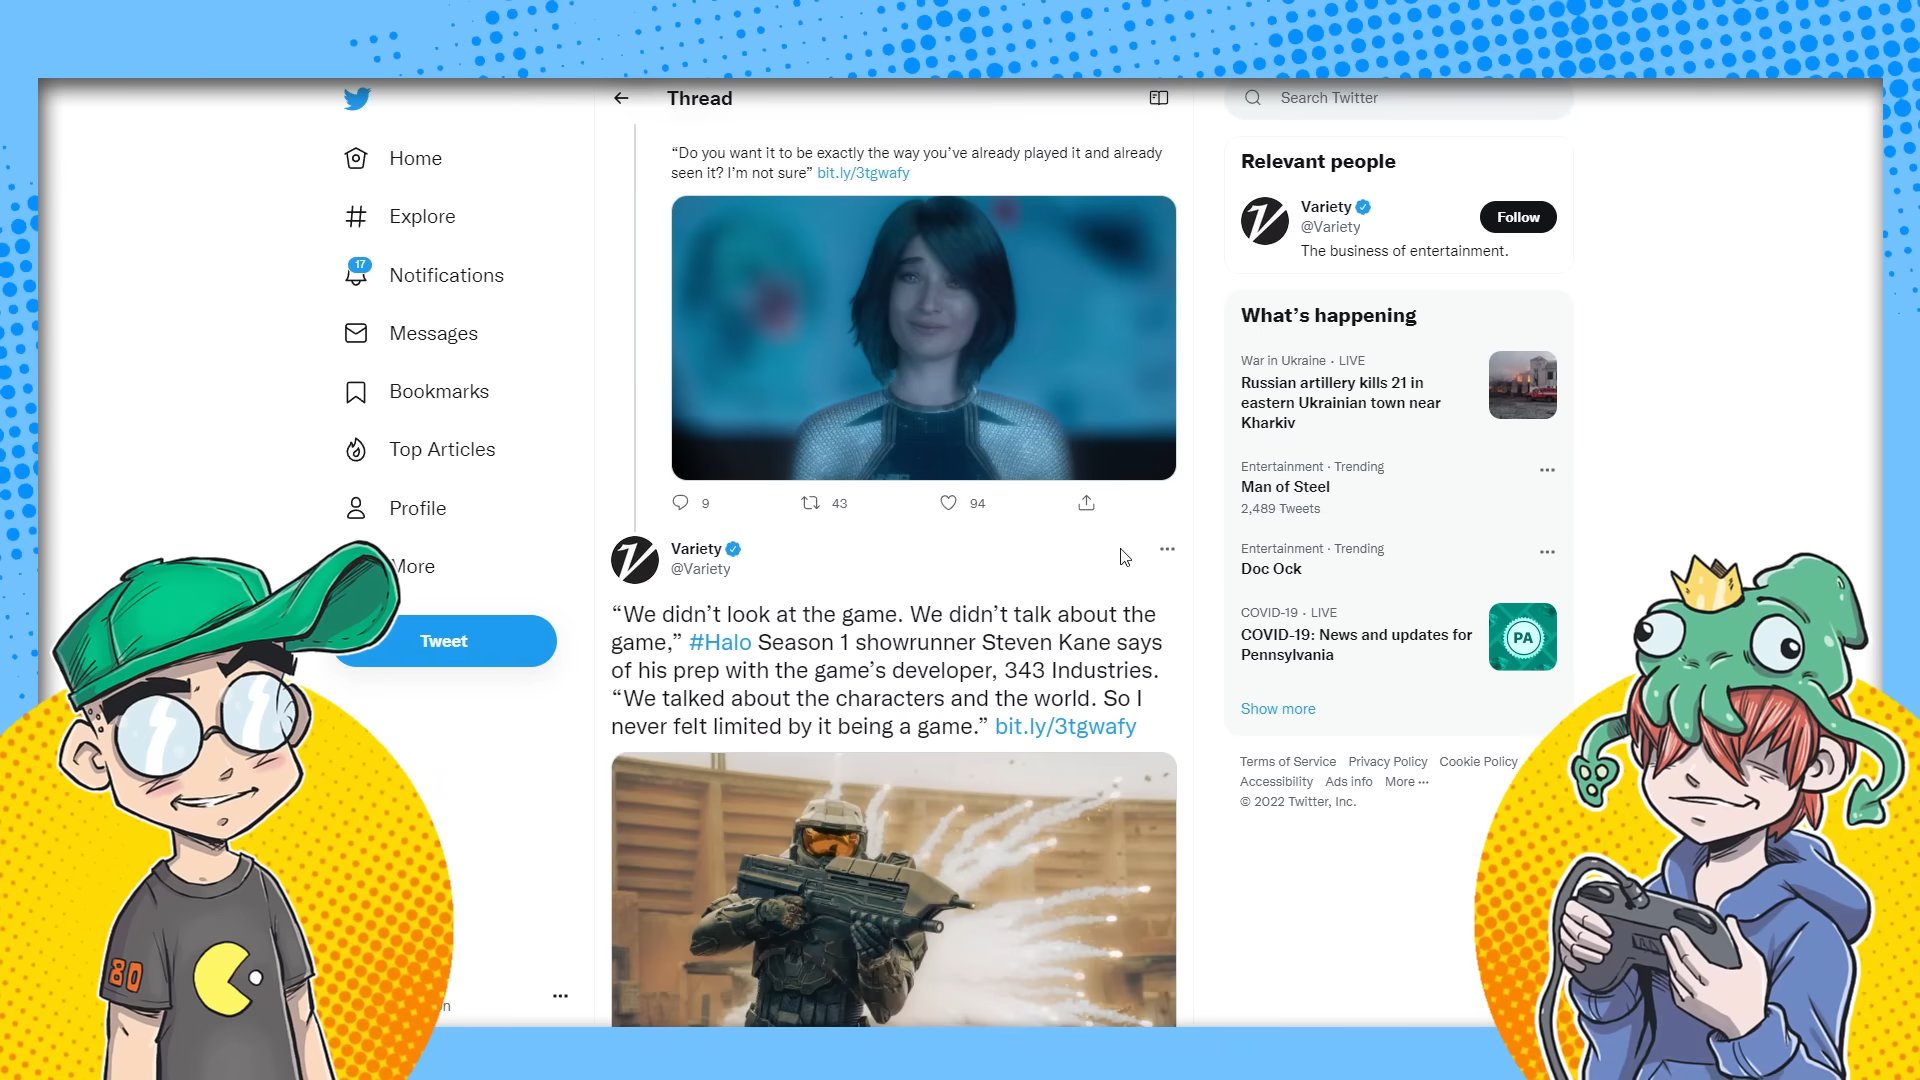 Home
Explore
17
Notifications
Messages
Bookmarks
Top Articles
Profile
More
Tweet
Thread
“Do you want it to be exactly the way you’ve already played it and already
seen it? I’m not sure” bit.ly/3tgwafy
9
43
94
Variety
@Variety
“We didn’t look at the game. We didn’t talk about the
game,” #Halo Season 1 showrunner Steven Kane says
of his prep with the game’s developer, 343 Industries.
“We talked about the characters and the world. So I
never felt limited by it being a game.” bit.ly/3tgwafy
Search Twitter
Relevant people
Variety
@Variety
Follow
The business of entertainment.
What’s happening
War in Ukraine · LIVE
Russian artillery kills 21 in
eastern Ukrainian town near
Kharkiv
Entertainment · Trending
Man of Steel
2,489 Tweets
Entertainment · Trending
Doc Ock
COVID-19 · LIVE
COVID-19: News and updates for
Pennsylvania
PA
Show more
Terms of Service Privacy Policy Cookie Policy
Accessibility Ads info More ···
© 2022 Twitter, Inc.
80